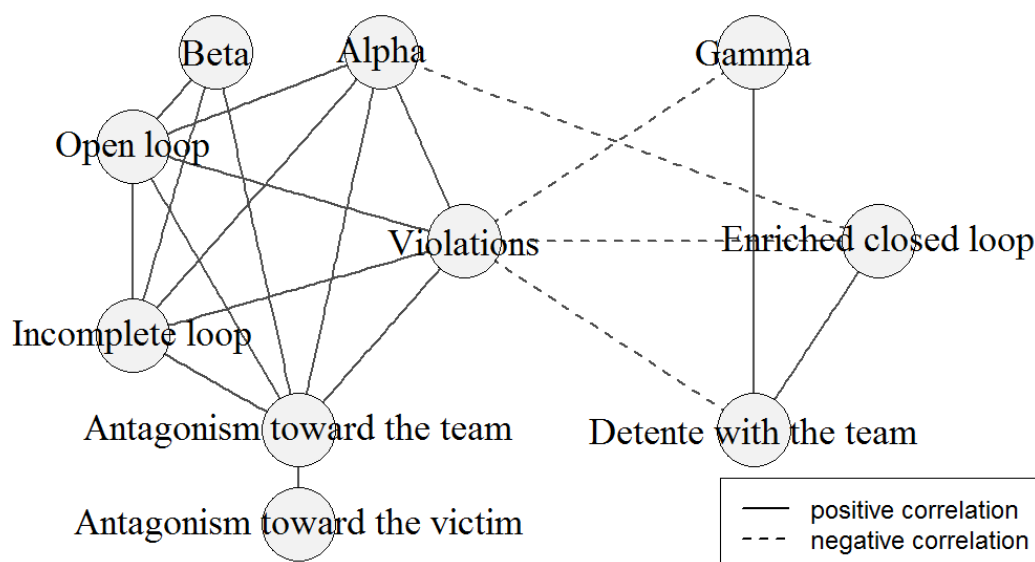 Beta
Alpha
Gamma
Open loop
Violations
Enriched closed loop
Incomplete loop
Antagonism toward the team
Detente with the team
Antagonism toward the victim
positive correlation
negative correlation